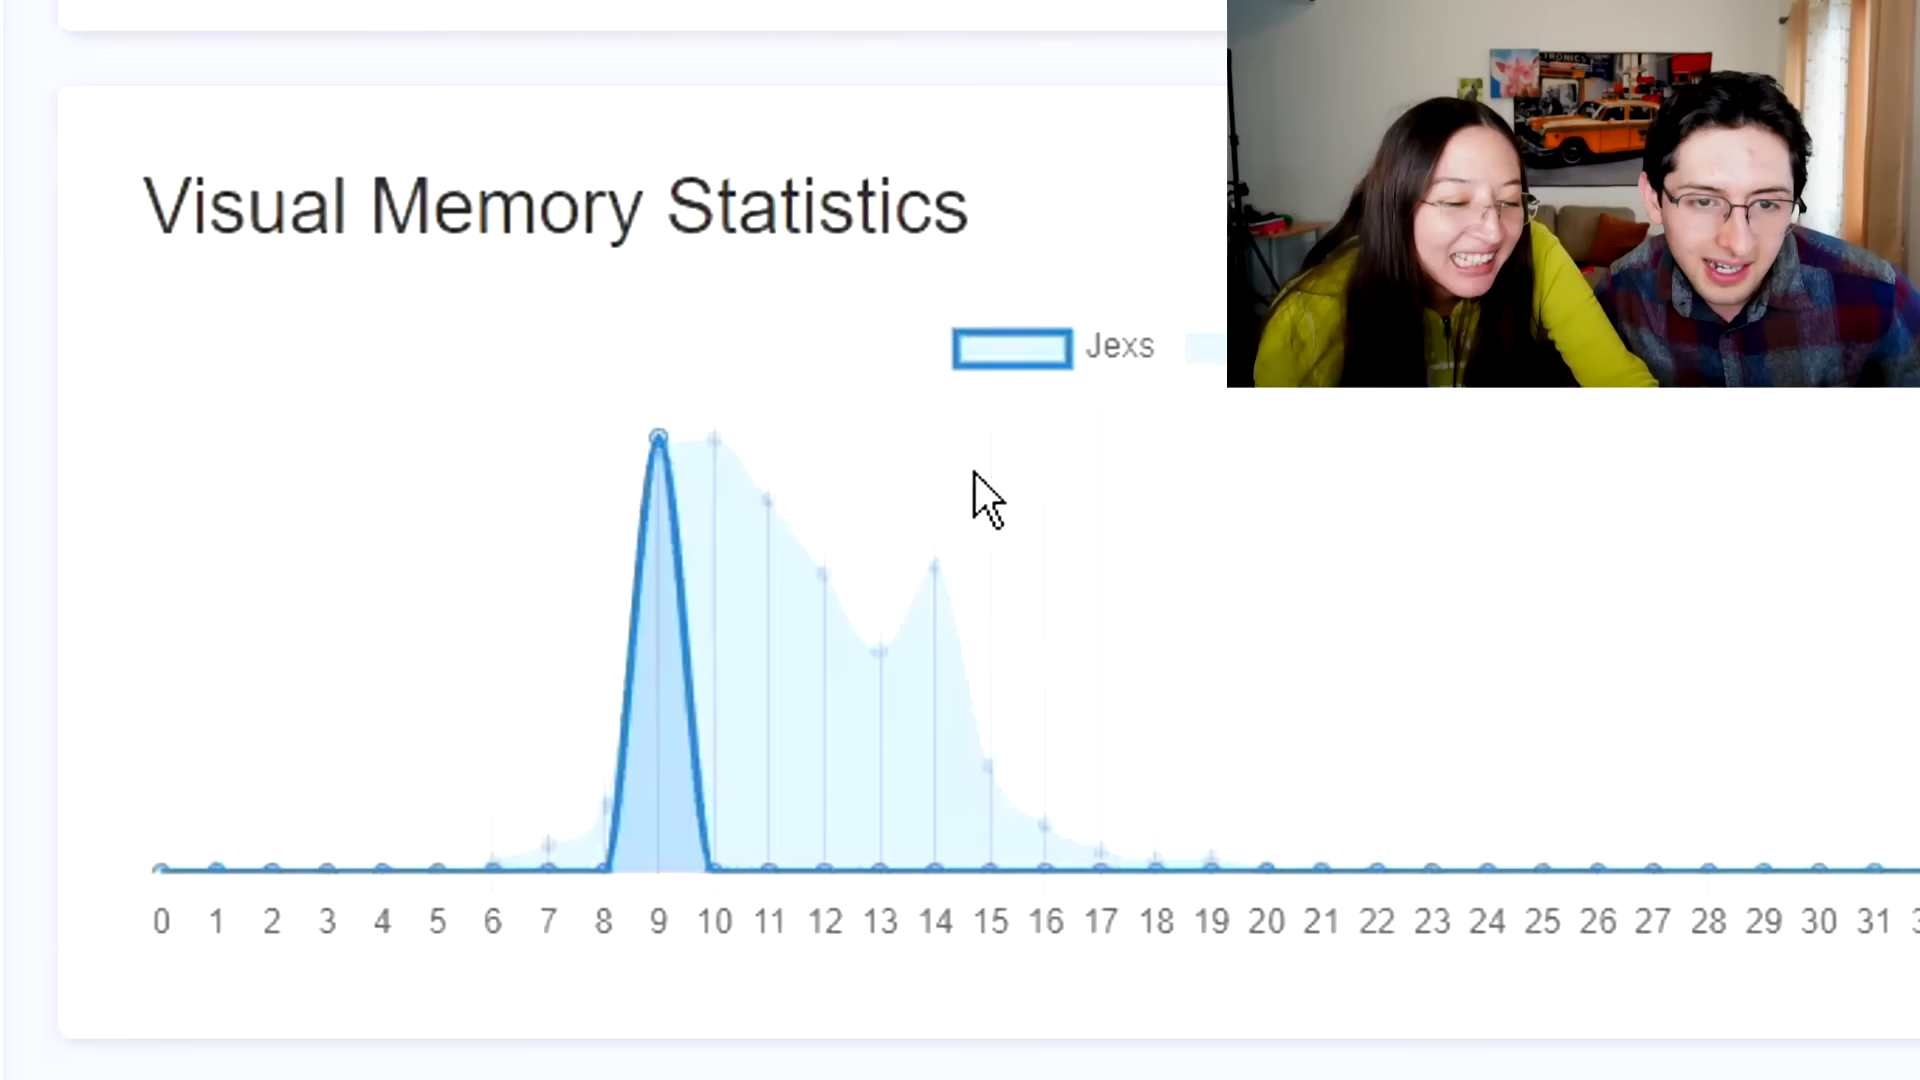 TRONICS
Visual Memory Statistics
Jexs
0 1 2 3 4 5 6 7 8 9 10 11 12 13 14 15 16 17 18 19 20 21 22 23 24 25 26 27 28 29 30 31